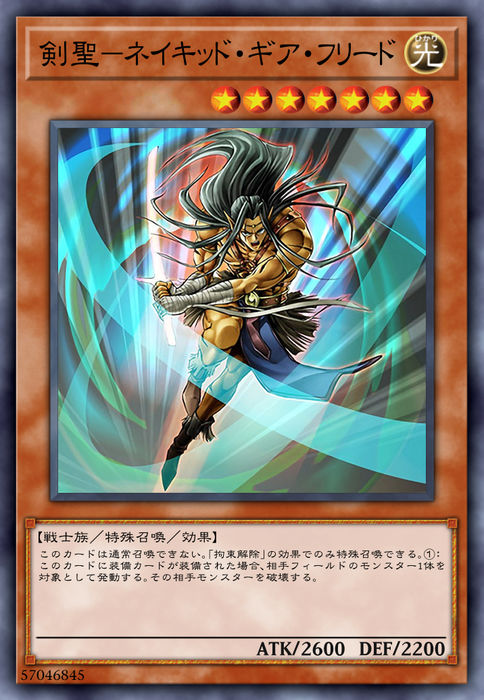 剣聖－ネイキッド・ギア・フリード
ひかり
光
【戦士族／特殊召喚／効果】
このカードは通常召喚できない。「拘束解除」の効果でのみ特殊召喚できる。①：
このカードに装備カードが装備された場合、相手フィールドのモンスター1体を
対象として発動する。その相手モンスターを破壊する。
ATK/2600 DEF/2200
57046845